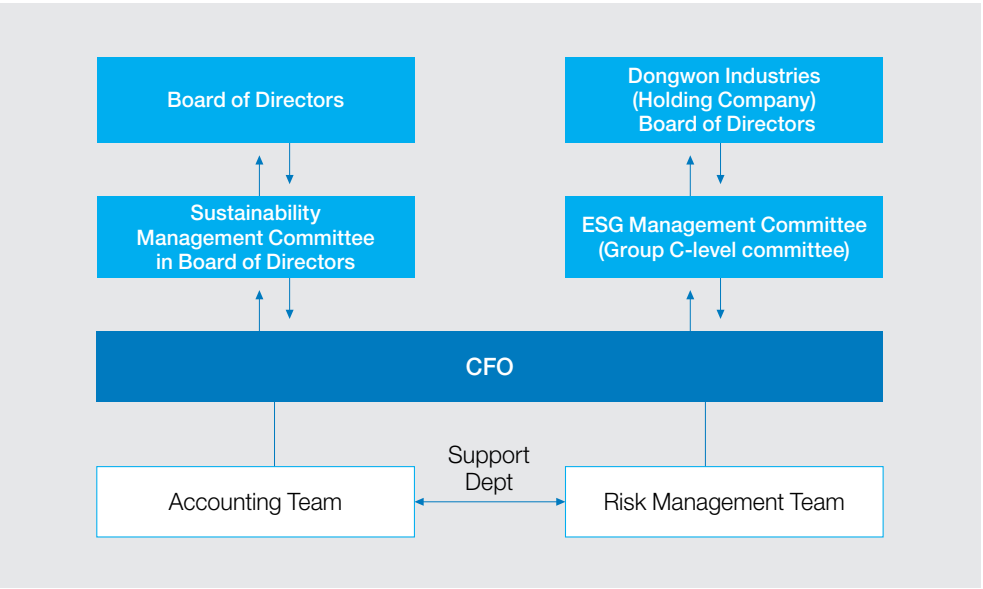 Board of Directors
Dongwon Industries
(Holding Company)
Board of Directors
Sustainability
Management Committee
in Board of Directors
ESG Management Committee
(Group C-level committee)
CFO
Support
Dept
Accounting Team
Risk Management Team